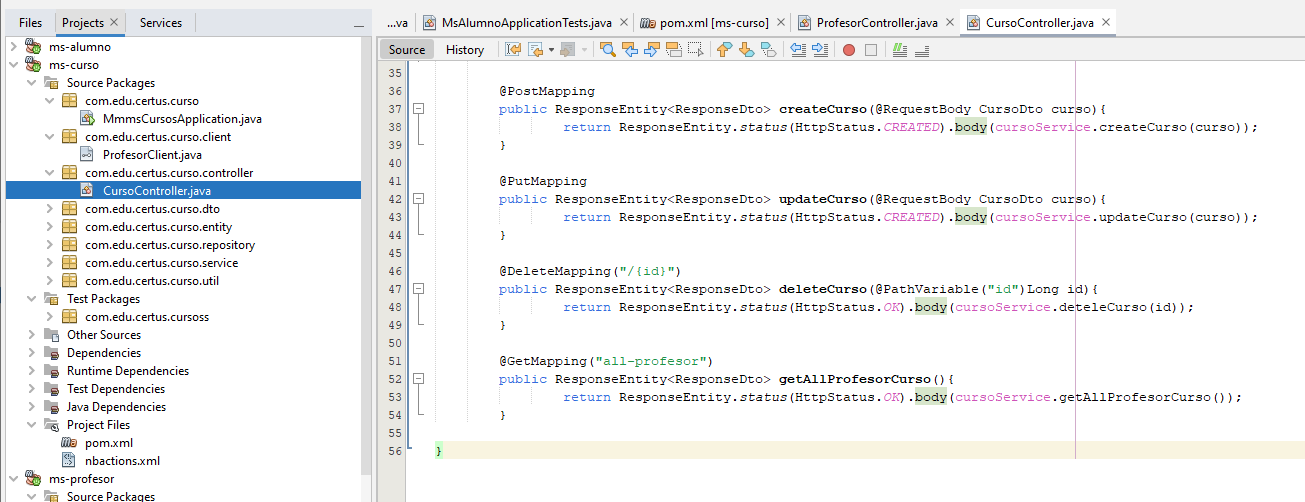 Files Projects Services
ms-alumno
ms-curso
Source Packages
com.edu.certus.curso
MmmsCursosApplication.java
com.edu.certus.curso.client
ProfesorClient.java
com.edu.certus.curso.controller
CursoController.java
com.edu.certus.curso.dto
com.edu.certus.curso.entity
com.edu.certus.curso.repository
com.edu.certus.curso.service
com.edu.certus.curso.util
Test Packages
com.edu.certus.cursoss
Other Sources
Dependencies
Runtime Dependencies
Test Dependencies
Java Dependencies
Project Files
pom.xml
nbactions.xml
ms-profesor
Source Packages
...va MsAlumnoApplicationTests.java pom.xml [ms-curso] ProfesorController.java CursoController.java
Source History
35
36 @PostMapping
37 public ResponseEntity<ResponseDto> createCurso(@RequestBody CursoDto curso){
38 return ResponseEntity.status(HttpStatus.CREATED).body(cursoService.createCurso(curso));
39 }
40
41 @PutMapping
42 public ResponseEntity<ResponseDto> updateCurso(@RequestBody CursoDto curso){
43 return ResponseEntity.status(HttpStatus.CREATED).body(cursoService.updateCurso(curso));
44 }
45
46 @DeleteMapping("/{id}")
47 public ResponseEntity<ResponseDto> deleteCurso(@PathVariable("id")Long id){
48 return ResponseEntity.status(HttpStatus.OK).body(cursoService.deteleCurso(id));
49 }
50
51 @GetMapping("all-profesor")
52 public ResponseEntity<ResponseDto> getAllProfesorCurso(){
53 return ResponseEntity.status(HttpStatus.OK).body(cursoService.getAllProfesorCurso());
54 }
55
56 }